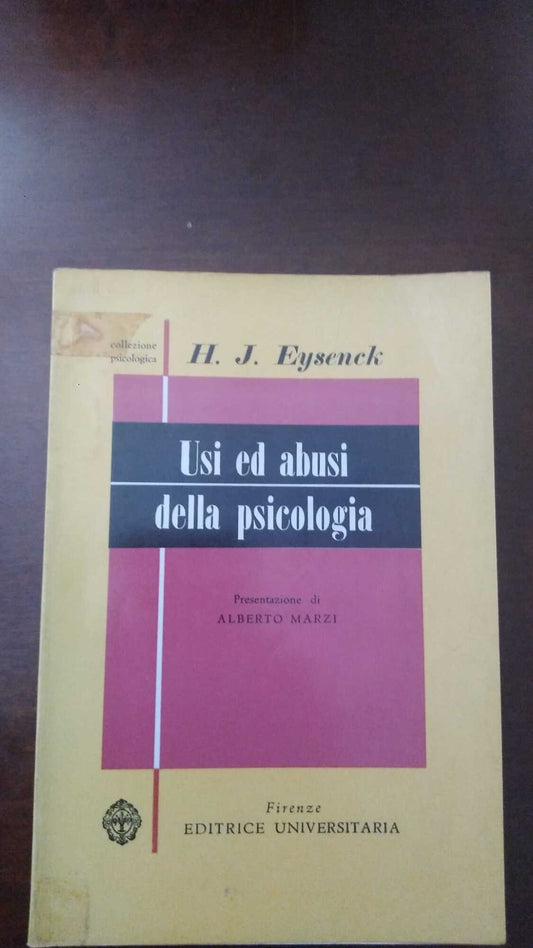 collezione
psicologica
H. J. Eysenck
Usi ed abusi
della psicologia
Presentazione di
ALBERTO MARZI
Firenze
EDITRICE UNIVERSITARIA